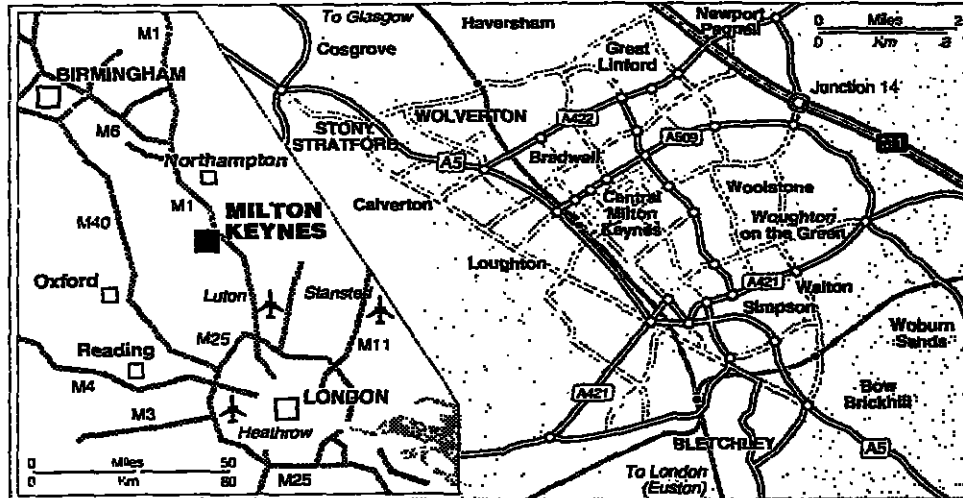 M1
BIRMINGHAM
M6
Northampton
M1
MILTON
KEYNES
M40
Oxford
Luton
Stansted
M25
M11
Reading
M4
LONDON
M3
Heathrow
0 Miles 50
0 Km 80
M25
To Glasgow
Haversham
Newport
Pagnell
0 Miles 2
0 Km 3
Cosgrove
Great
Linford
Junction 14
WOLVERTON
A422
STONY
STRATFORD
A509
A5
Bradwell
Calverton
Central
Milton
Keynes
Woolstone
Woughton
on the Green
Loughton
A421
Walton
Simpson
Woburn
Sands
A421
Bow
Brickhill
BLETCHLEY
A5
To London
(Euston)